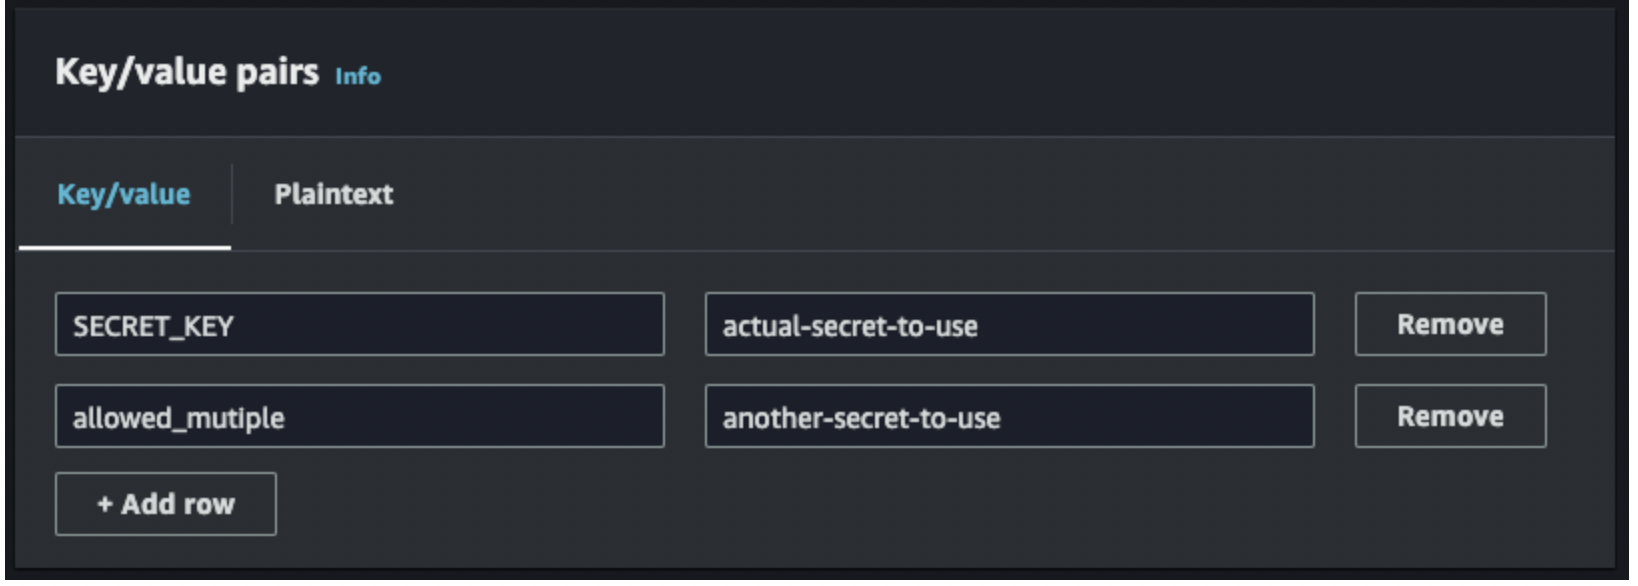 Key/value pairs Info
Key/value Plaintext
SECRET_KEY actual-secret-to-use Remove
allowed_mutiple another-secret-to-use Remove
+ Add row